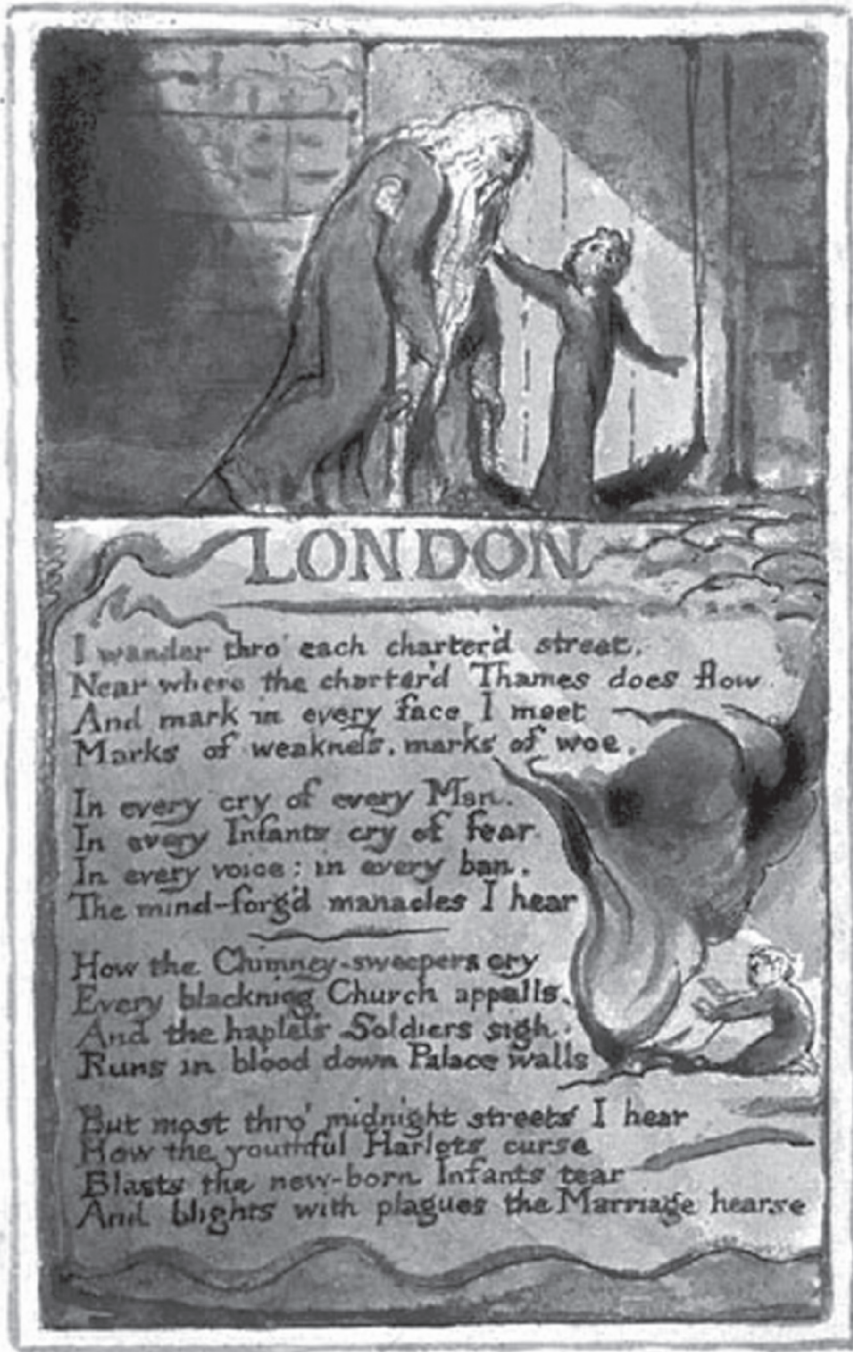 LONDON
I wander thro' each charter'd street,
Near where the charter'd Thames does flow
And mark in every face I meet
Marks of weakness, marks of woe.
In every cry of every Man.
In every Infants cry of fear.
In every voice: in every ban.
The mind-forg'd manacles I hear
How the Chimney-sweepers cry
Every blackning Church appalls.
And the hapless Soldiers sigh.
Runs in blood down Palace walls
But most thro' midnight streets I hear
How the youthful Harlots curse
Blasts the new-born Infants tear
And blights with plagues the Marriage hearse